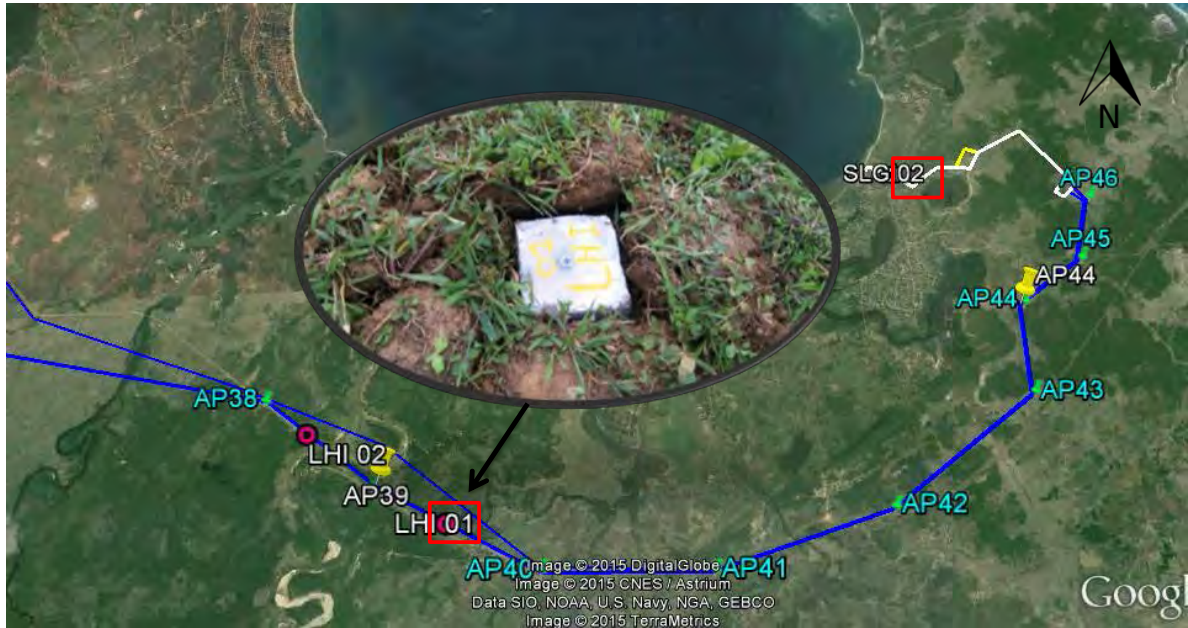 N
SLG 02
AP46
AP45
AP44
AP44
AP43
AP38
LHI 02
AP39
LHI 01
AP42
AP40
AP41
LHI
Image © 2015 DigitalGlobe
Image © 2015 CNES / Astrium
Data SIO, NOAA, U.S. Navy, NGA, GEBCO
Image © 2015 TerraMetrics
Googl